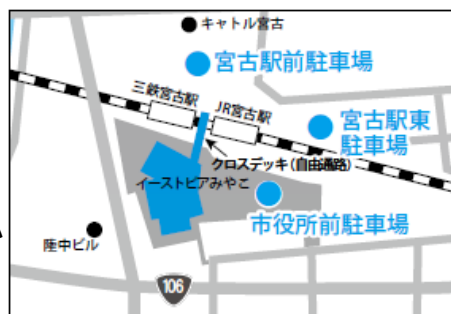 キャトル宮古
宮古駅前駐車場
三鉄宮古駅
JR宮古駅
宮古駅東
駐車場
クロスデッキ(自由通路)
イーストピアみやこ
市役所前駐車場
陸中ビル
106